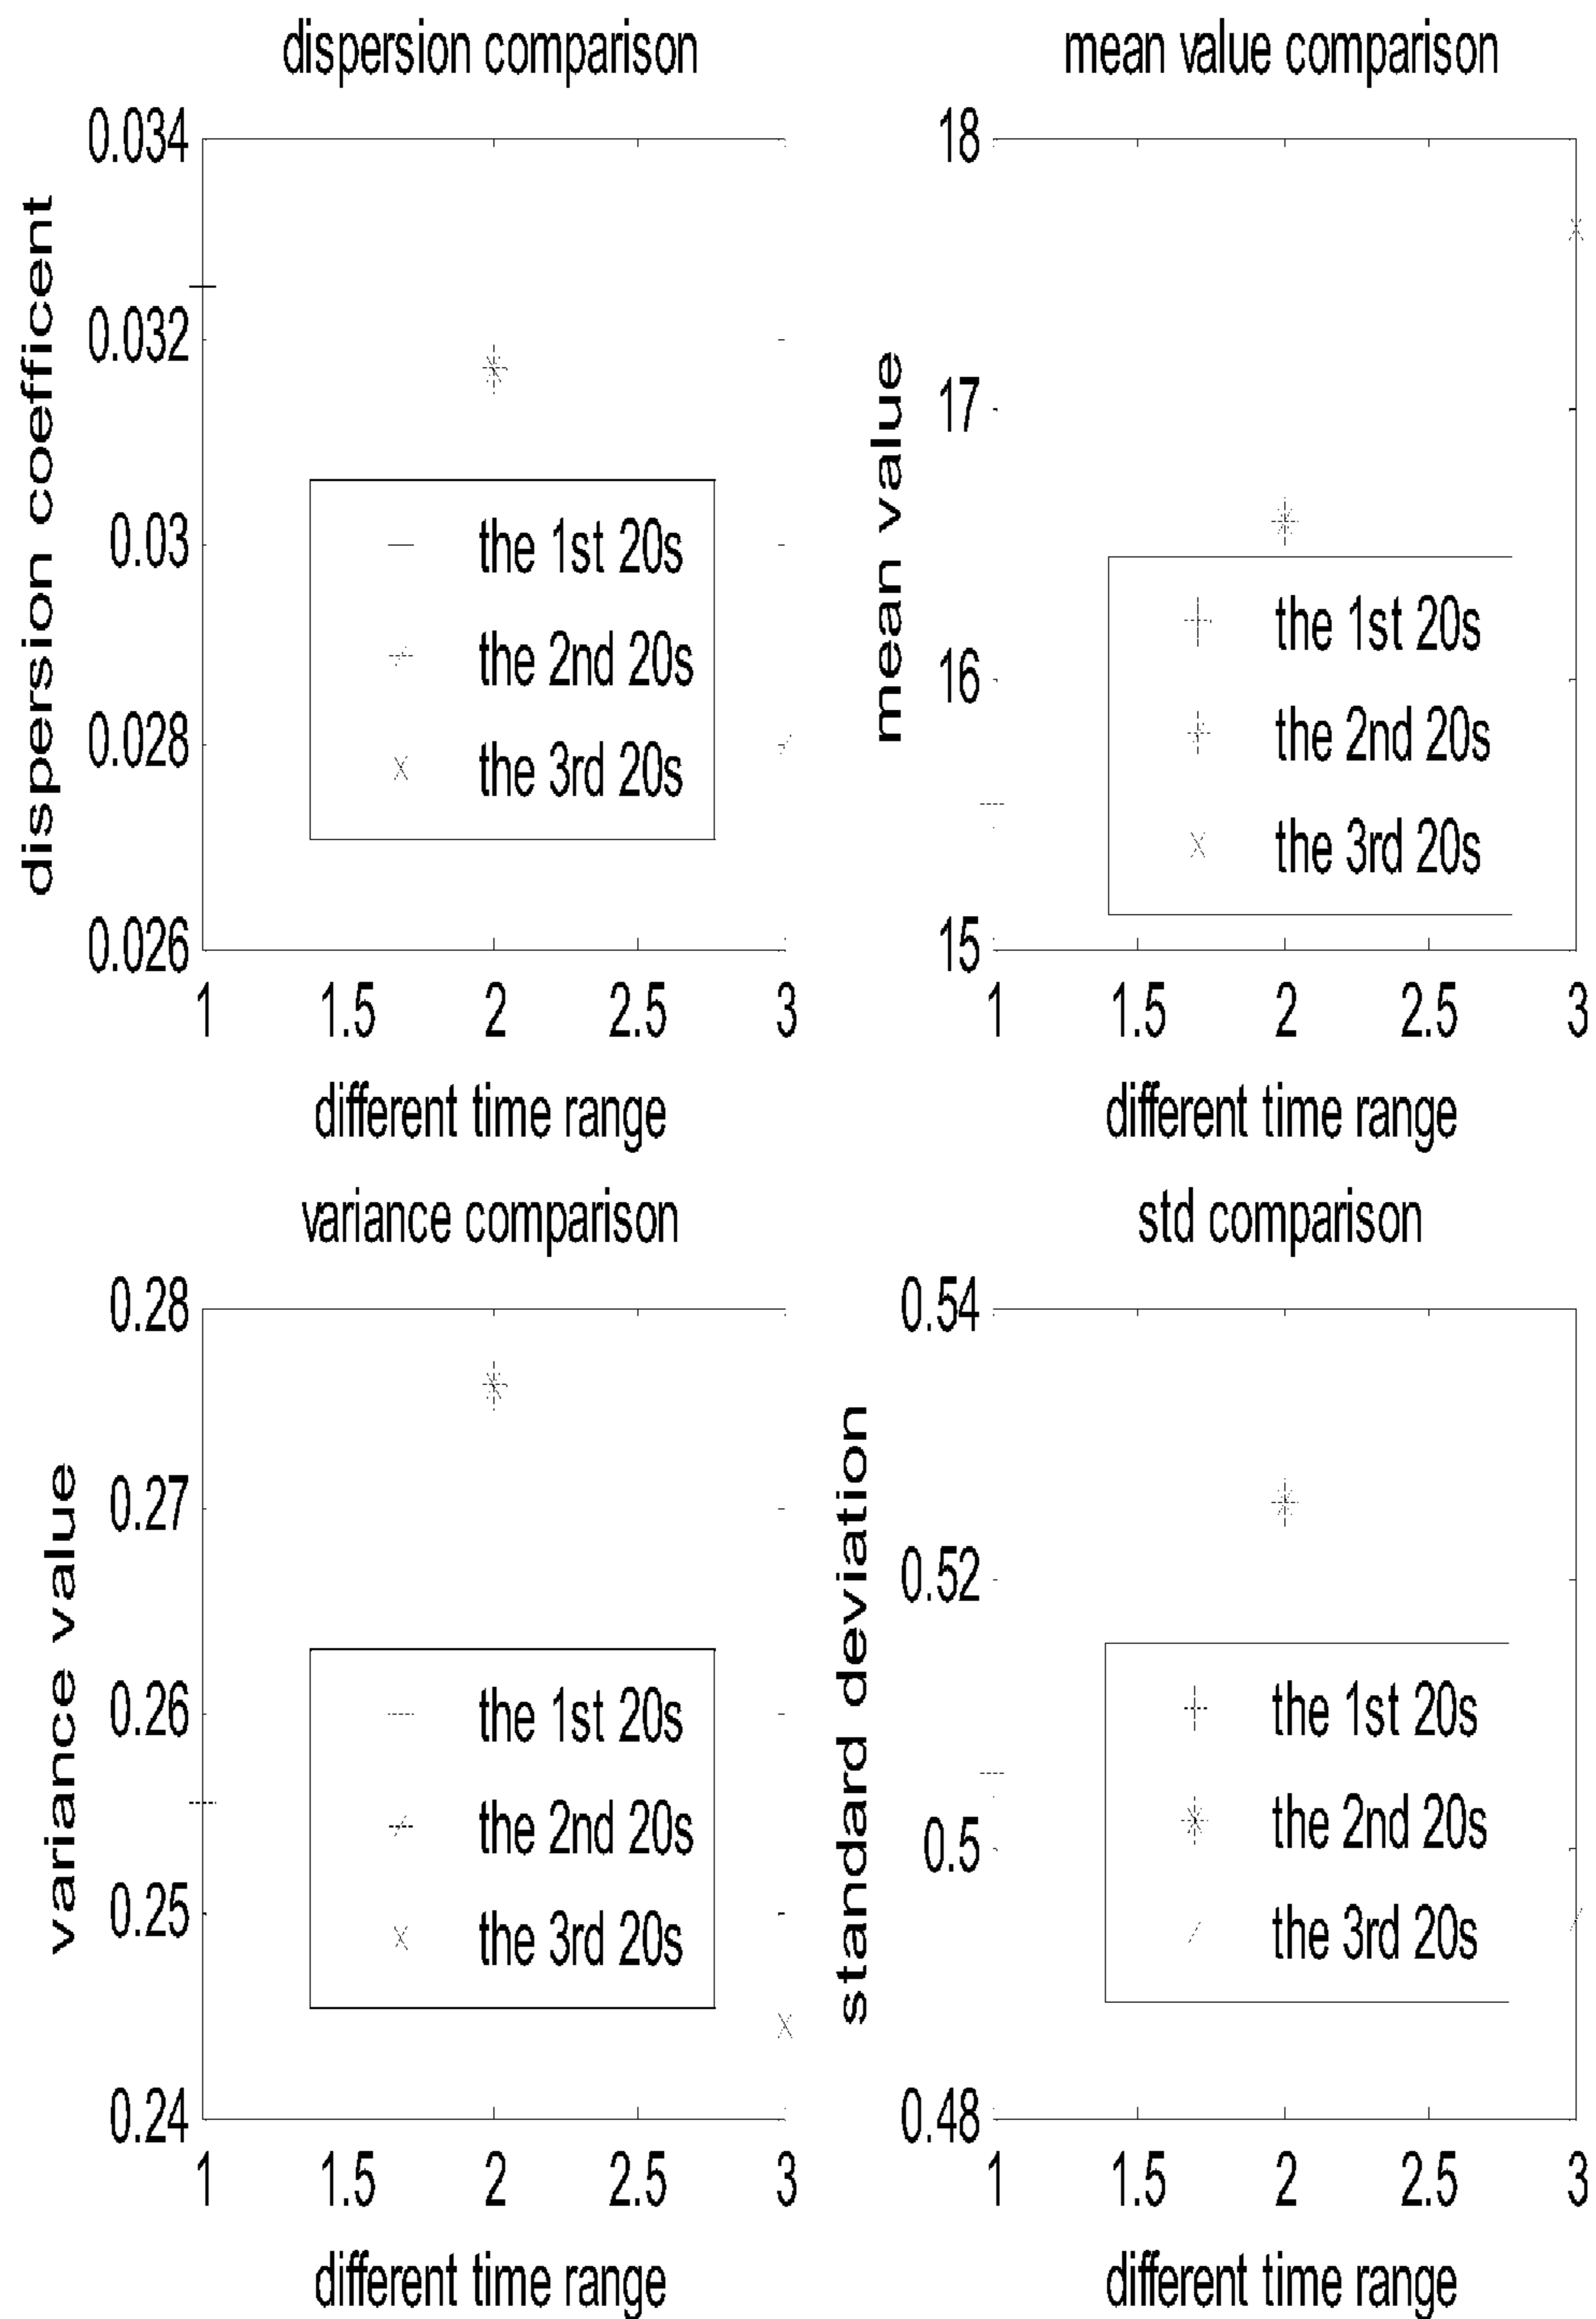 dispersion comparison
dispersion coefficent
0.034
0.032
0.03
0.028
0.026
the 1st 20s
the 2nd 20s
the 3rd 20s
1 1.5 2 2.5 3
different time range
mean value comparison
mean value
18
17
16
15
the 1st 20s
the 2nd 20s
the 3rd 20s
1 1.5 2 2.5 3
different time range
variance comparison
variance value
0.28
0.27
0.26
0.25
0.24
the 1st 20s
the 2nd 20s
the 3rd 20s
1 1.5 2 2.5 3
different time range
std comparison
standard deviation
0.54
0.52
0.5
0.48
the 1st 20s
the 2nd 20s
the 3rd 20s
1 1.5 2 2.5 3
different time range